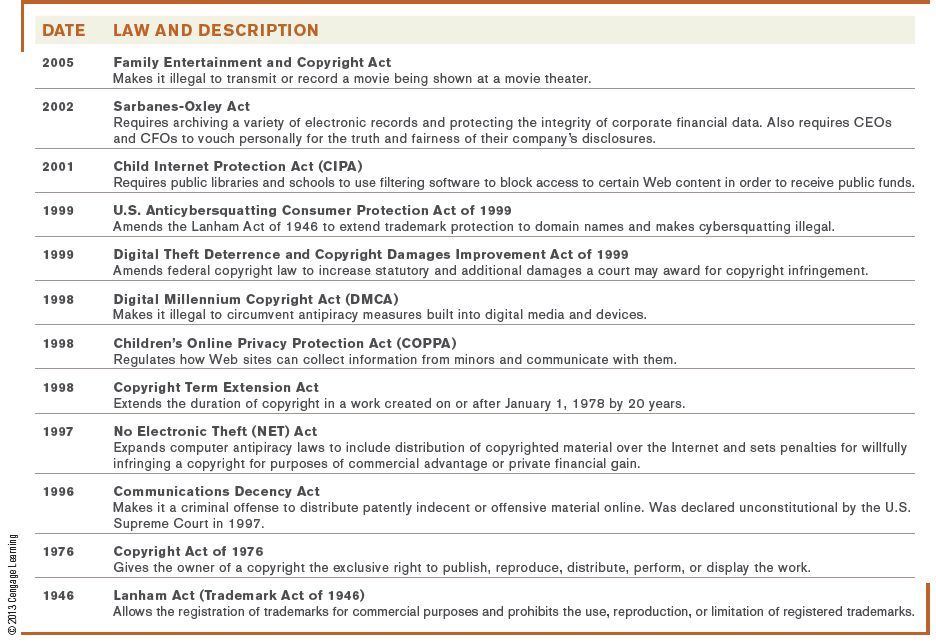 DATE LAW AND DESCRIPTION
2005 Family Entertainment and Copyright Act
Makes it illegal to transmit or record a movie being shown at a movie theater.
2002 Sarbanes-Oxley Act
Requires archiving a variety of electronic records and protecting the integrity of corporate financial data. Also requires CEOs
and CFOs to vouch personally for the truth and fairness of their company's disclosures.
2001 Child Internet Protection Act (CIPA)
Requires public libraries and schools to use filtering software to block access to certain Web content in order to receive public funds.
1999 U.S. Anticybersquatting Consumer Protection Act of 1999
Amends the Lanham Act of 1946 to extend trademark protection to domain names and makes cybersquatting illegal.
1999 Digital Theft Deterrence and Copyright Damages Improvement Act of 1999
Amends federal copyright law to increase statutory and additional damages a court may award for copyright infringement.
1998 Digital Millennium Copyright Act (DMCA)
Makes it illegal to circumvent antipiracy measures built into digital media and devices.
1998 Children's Online Privacy Protection Act (COPPA)
Regulates how Web sites can collect information from minors and communicate with them.
1998 Copyright Term Extension Act
Extends the duration of copyright in a work created on or after January 1, 1978 by 20 years.
1997 No Electronic Theft (NET) Act
Expands computer antipiracy laws to include distribution of copyrighted material over the Internet and sets penalties for willfully
infringing a copyright for purposes of commercial advantage or private financial gain.
1996 Communications Decency Act
Makes it a criminal offense to distribute patently indecent or offensive material online. Was declared unconstitutional by the U.S.
Supreme Court in 1997.
1976 Copyright Act of 1976
Gives the owner of a copyright the exclusive right to publish, reproduce, distribute, perform, or display the work.
1946 Lanham Act (Trademark Act of 1946)
Allows the registration of trademarks for commercial purposes and prohibits the use, reproduction, or limitation of registered trademarks.
© 2013 Cengage Learning